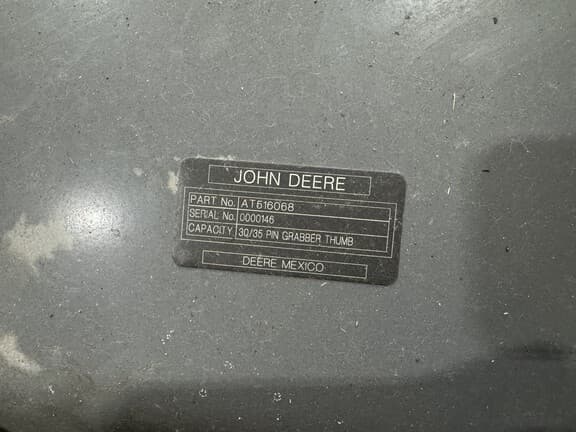 JOHN DEERE
PART No. AT616068
SERIAL No. 0000146
CAPACITY 30/35 PIN GRABBER THUMB
DEERE MEXICO